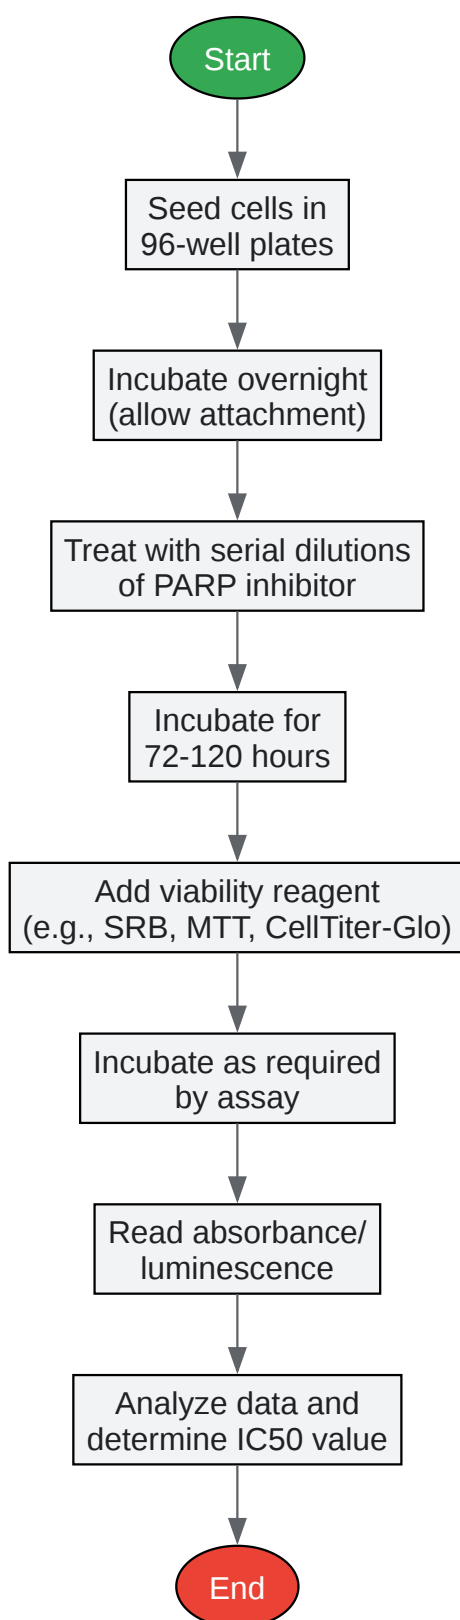 Start
Seed cells in
96-well plates
Incubate overnight
(allow attachment)
Treat with serial dilutions
of PARP inhibitor
Incubate for
72-120 hours
Add viability reagent
(e.g., SRB, MTT, CellTiter-Glo)
Incubate as required
by assay
Read absorbance/
luminescence
Analyze data and
determine IC50 value
End